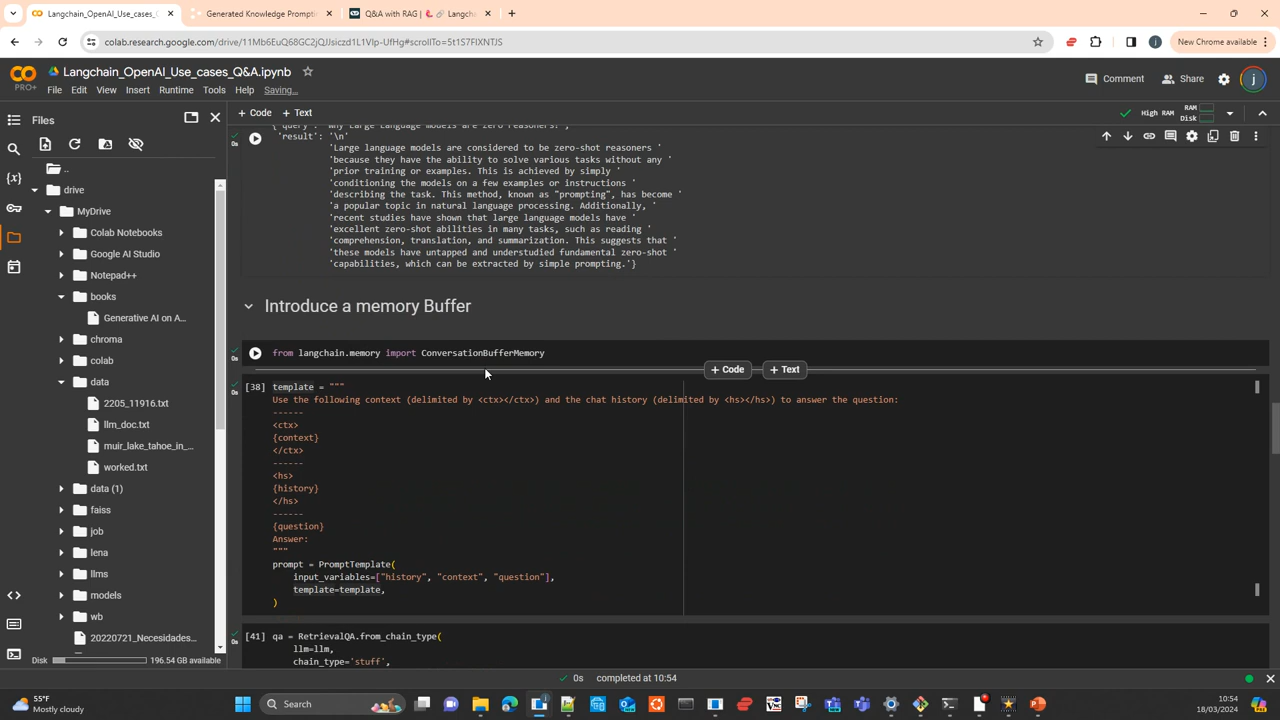 Langchain_OpenAI_Use_cases_C
Generated Knowledge Promptin
Q&A with RAG | 🦜️🔗 Langcha
colab.research.google.com/drive/11Mb6EuQ68GC2jQJJsiczd1L1Vlp-UfHg#scrollTo=5t1S7FlXNTJS
New Chrome available
Langchain_OpenAI_Use_cases_Q&A.ipynb
PRO+
File Edit View Insert Runtime Tools Help Saving...
Comment
Share
j
Files
+ Code + Text
High RAM
RAM
Disk
..
drive
MyDrive
Colab Notebooks
Google AI Studio
Notepad++
books
Generative AI on A...
chroma
colab
data
2205_11916.txt
llm_doc.txt
muir_lake_tahoe_in_...
worked.txt
data (1)
faiss
job
lena
llms
models
wb
20220721_Necesidades...
Disk 196.54 GB available
{'query': 'Why Large Language models are zero reasoners?',
'result': '\n'
'Large language models are considered to be zero-shot reasoners '
'because they have the ability to solve various tasks without any '
'prior training or examples. This is achieved by simply '
'conditioning the models on a few examples or instructions '
'describing the task. This method, known as "prompting", has become '
'a popular topic in natural language processing. Additionally, '
'recent studies have shown that large language models have '
'excellent zero-shot abilities in many tasks, such as reading '
'comprehension, translation, and summarization. This suggests that '
'these models have untapped and understudied fundamental zero-shot '
'capabilities, which can be extracted by simple prompting.'}
0s
Introduce a memory Buffer
from langchain.memory import ConversationBufferMemory
0s
+ Code + Text
[38] template = """
0s
Use the following context (delimited by <ctx></ctx>) and the chat history (delimited by <hs></hs>) to answer the question:
------
<ctx>
{context}
</ctx>
------
<hs>
{history}
</hs>
------
{question}
Answer:
"""
prompt = PromptTemplate(
input_variables=["history", "context", "question"],
template=template,
)
[41] qa = RetrievalQA.from_chain_type(
0s
llm=llm,
chain_type='stuff',
0s completed at 10:54
55°F
Mostly cloudy
Search
10:54
18/03/2024